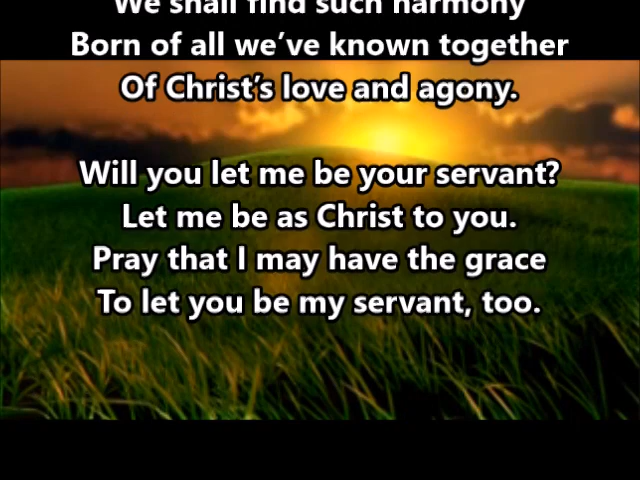 We shall find such harmony
Born of all we’ve known together
Of Christ’s love and agony.
Will you let me be your servant?
Let me be as Christ to you.
Pray that I may have the grace
To let you be my servant, too.